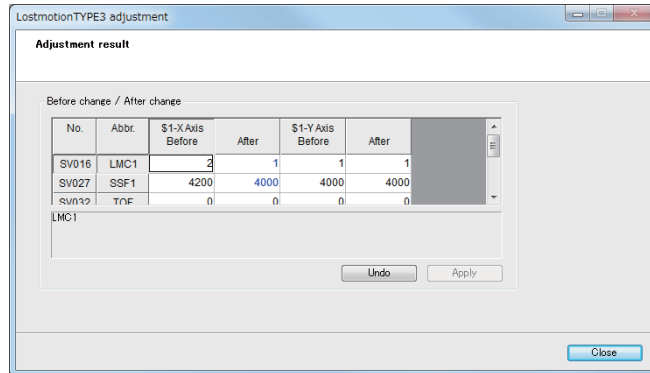 LostmotionTYPE3 adjustment
Adjustment result
Before change / After change
No. Abbr. $1-X Axis Before After $1-Y Axis Before After
SV016 LMC1 2 1 1 1
SV027 SSF1 4200 4000 4000 4000
SV032 TOF 0 0 0 0
LMC1
Undo Apply
Close